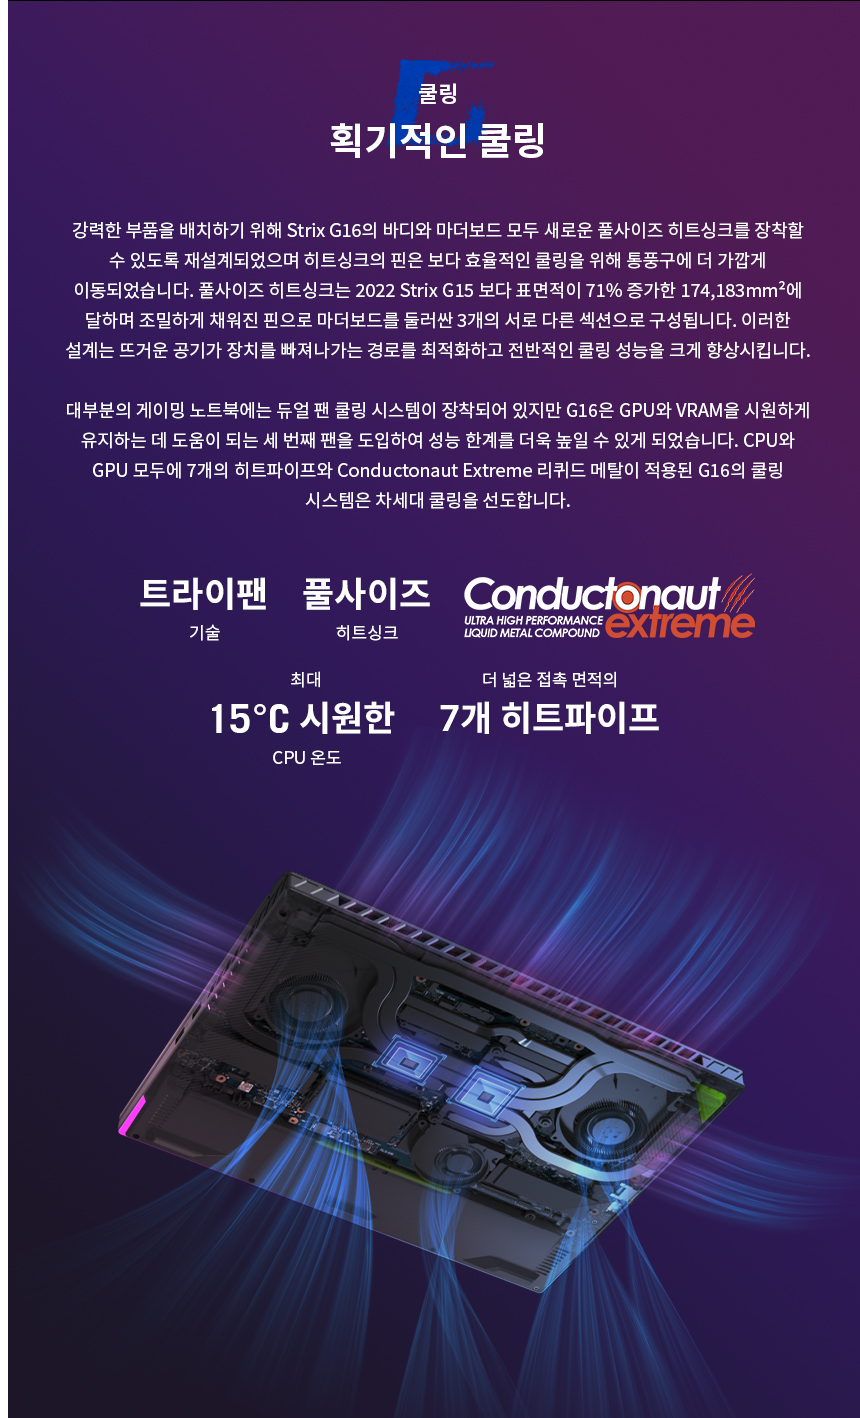 쿨링
획기적인 쿨링
강력한 부품을 배치하기 위해 Strix G16의 바디와 마더보드 모두 새로운 풀사이즈 히트싱크를 장착할
수 있도록 재설계되었으며 히트싱크의 핀은 보다 효율적인 쿨링을 위해 통풍구에 더 가깝게
이동되었습니다. 풀사이즈 히트싱크는 2022 Strix G15 보다 표면적이 71% 증가한 174,183mm²에
달하며 조밀하게 채워진 핀으로 마더보드를 둘러싼 3개의 서로 다른 섹션으로 구성됩니다. 이러한
설계는 뜨거운 공기가 장치를 빠져나가는 경로를 최적화하고 전반적인 쿨링 성능을 크게 향상시킵니다.
대부분의 게이밍 노트북에는 듀얼 팬 쿨링 시스템이 장착되어 있지만 G16은 GPU와 VRAM을 시원하게
유지하는 데 도움이 되는 세 번째 팬을 도입하여 성능 한계를 더욱 높일 수 있게 되었습니다. CPU와
GPU 모두에 7개의 히트파이프와 Conductonaut Extreme 리퀴드 메탈이 적용된 G16의 쿨링
시스템은 차세대 쿨링을 선도합니다.
트라이팬
기술
풀사이즈
히트싱크
Conductonaut
ULTRA HIGH PERFORMANCE
LIQUID METAL COMPOUND
extreme
최대
15°C 시원한
CPU 온도
더 넓은 접촉 면적의
7개 히트파이프